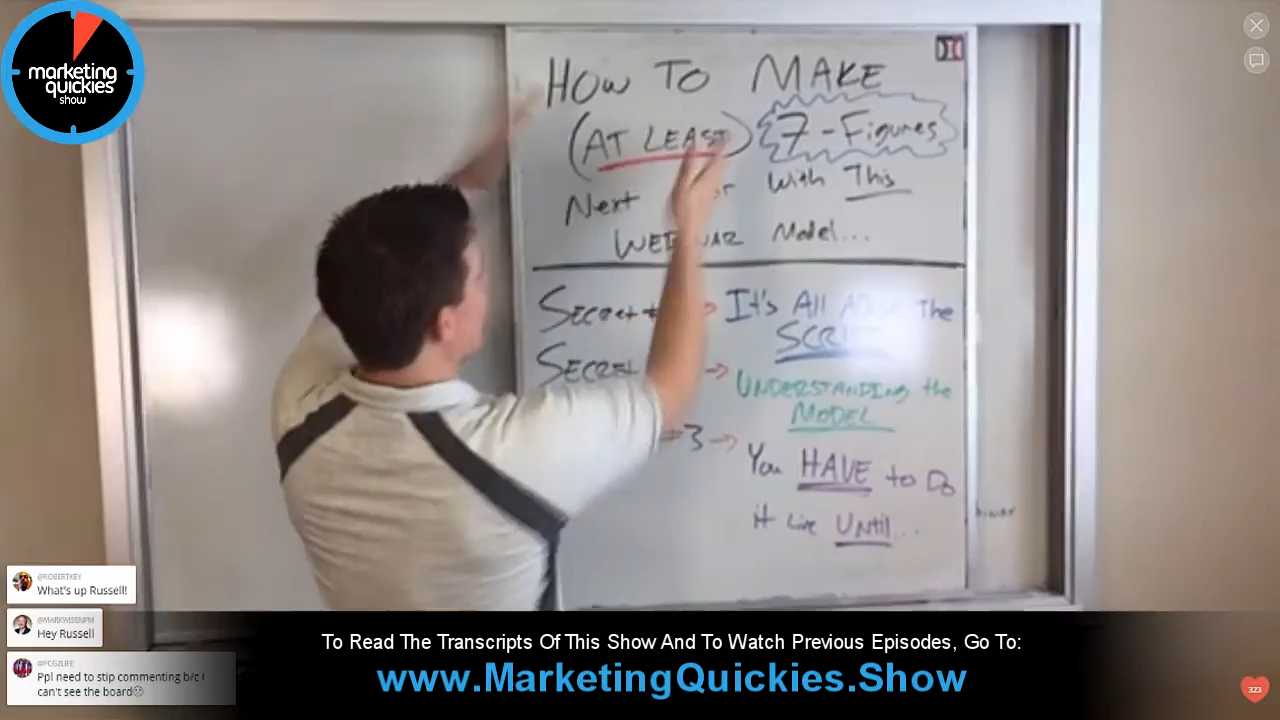 marketing
quickies
show
HOW TO MAKE
(AT LEAST) 7-Figures
Next With This
Model...
SECRET It's All The
SECRET UNDERSTANDING the
MODEL
#3 → You HAVE to Do
it Live UNTIL...
@ROBERTKEY
What's up Russell!
@MARKWISENPM
Hey Russell
@PCG2LIFE
Ppl need to stip commenting b/c I
can't see the board
To Read The Transcripts Of This Show And To Watch Previous Episodes, Go To:
www.MarketingQuickies.Show
323